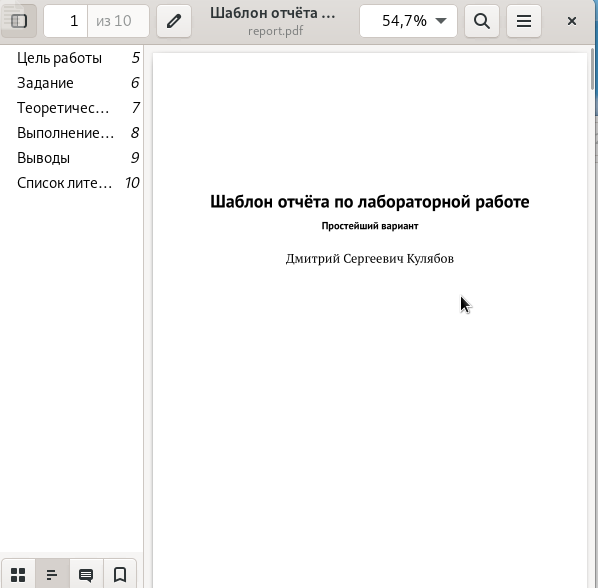 1 из 10
Шаблон отчёта ...
report.pdf
54,7%
Цель работы 5
Задание 6
Теоретичес... 7
Выполнение... 8
Выводы 9
Список лите... 10
Шаблон отчёта по лабораторной работе
Простейший вариант
Дмитрий Сергеевич Кулябов